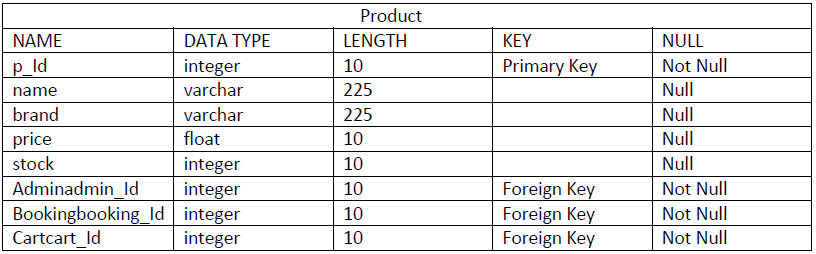 Product
NAME DATA TYPE LENGTH KEY NULL
p_Id integer 10 Primary Key Not Null
name varchar 225 Null
brand varchar 225 Null
price float 10 Null
stock integer 10 Null
Adminadmin_Id integer 10 Foreign Key Not Null
Bookingbooking_Id integer 10 Foreign Key Not Null
Cartcart_Id integer 10 Foreign Key Not Null